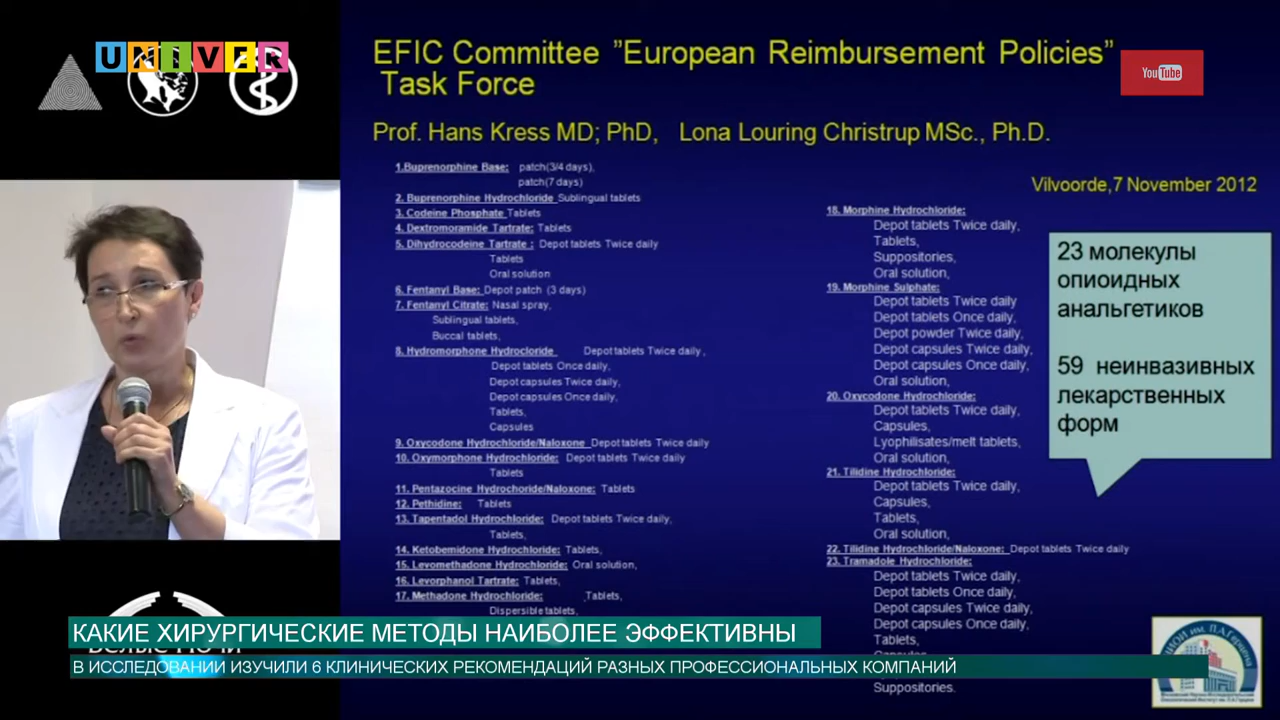 UNIVER
EFIC Committee ”European Reimbursement Policies”
Task Force
YouTube
Prof. Hans Kress MD; PhD, Lona Louring Christrup MSc., Ph.D.
Vilvoorde,7 November 2012
1.Buprenorphine Base: patch(3/4 days),
patch(7 days)
2. Buprenorphine Hydrochloride Sublingual tablets
3. Codeine Phosphate Tablets
4. Dextromoramide Tartrate: Tablets
5. Dihydrocodeine Tartrate : Depot tablets Twice daily
Tablets
Oral solution
6. Fentanyl Base: Depot patch (3 days)
7. Fentanyl Citrate: Nasal spray,
Sublingual tablets,
Buccal tablets,
8. Hydromorphone Hydrocloride Depot tablets Twice daily,
Depot tablets Once daily,
Depot capsules Twice daily,
Depot capsules Once daily,
Tablets,
Capsules
9. Oxycodone Hydrochloride/Naloxone Depot tablets Twice daily
10. Oxymorphone Hydrochloride: Depot tablets Twice daily
Tablets
11. Pentazocine Hydrochoride/Naloxone: Tablets
12. Pethidine: Tablets
13. Tapentadol Hydrochloride: Depot tablets Twice daily,
Tablets,
14. Ketobemidone Hydrochloride: Tablets,
15. Levomethadone Hydrochloride: Oral solution,
16. Levorphanol Tartrate: Tablets,
17. Methadone Hydrochloride: Tablets,
Dispersible tablets,
18. Morphine Hydrochloride:
Depot tablets Twice daily,
Tablets,
Suppositories,
Oral solution,
19. Morphine Sulphate:
Depot tablets Twice daily
Depot tablets Once daily,
Depot powder Twice daily,
Depot capsules Twice daily,
Depot capsules Once daily,
Oral solution,
20. Oxycodone Hydrochloride:
Depot tablets Twice daily,
Capsules,
Lyophilisates/melt tablets,
Oral solution,
21. Tilidine Hydrochloride:
Depot tablets Twice daily,
Capsules,
Tablets,
Oral solution,
22. Tilidine Hydrochloride/Naloxone: Depot tablets Twice daily
23. Tramadole Hydrochloride:
Depot tablets Twice daily,
Depot tablets Once daily,
Depot capsules Twice daily,
Depot capsules Once daily,
Tablets,
Suppositories.
23 молекулы
опиоидных
анальгетиков
59 неинвазивных
лекарственных
форм
КАКИЕ ХИРУРГИЧЕСКИЕ МЕТОДЫ НАИБОЛЕЕ ЭФФЕКТИВНЫ
В ИССЛЕДОВАНИИ ИЗУЧИЛИ 6 КЛИНИЧЕСКИХ РЕКОМЕНДАЦИЙ РАЗНЫХ ПРОФЕССИОНАЛЬНЫХ КОМПАНИЙ